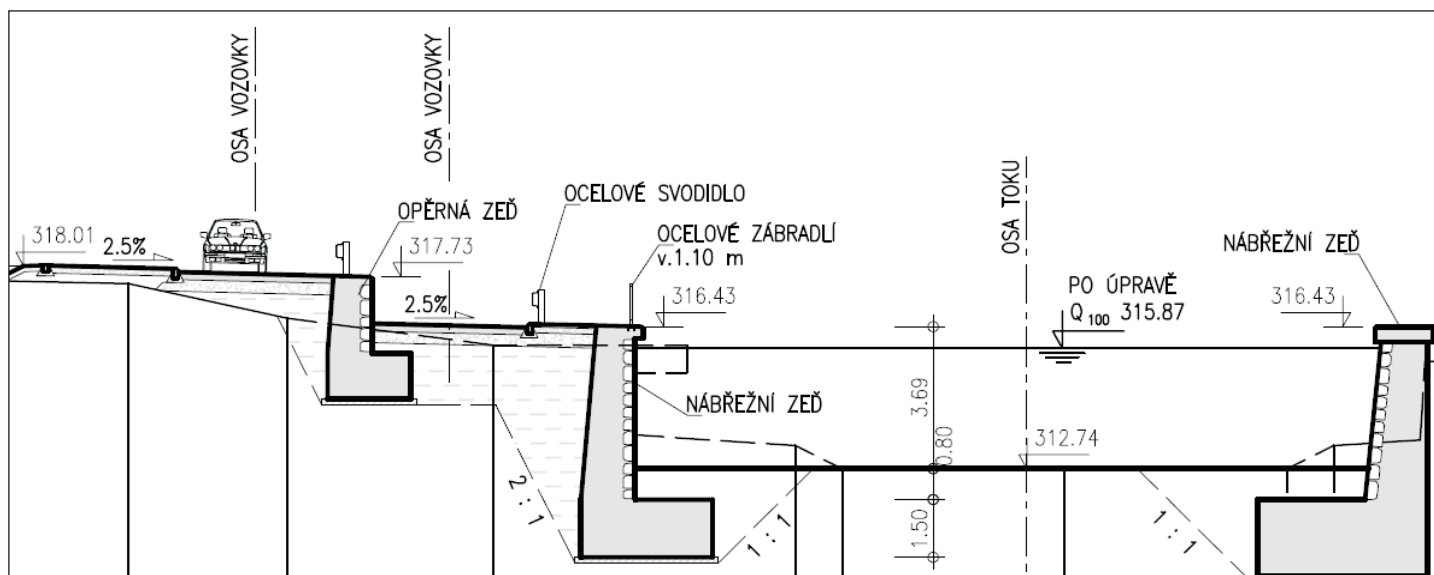 OSA VOZOVKY
OSA VOZOVKY
OSA TOKU
OCELOVÉ SVODIDLO
OPĚRNÁ ZEĎ
OCELOVÉ ZÁBRADLÍ
v.1.10 m
NÁBŘEŽNÍ ZEĎ
318.01
2.5%
317.73
PO ÚPRAVĚ
Q100 315.87
2.5%
316.43
316.43
3.69
NÁBŘEŽNÍ ZEĎ
0.80
312.74
2 : 1
1.50
1 : 1
1 : 1